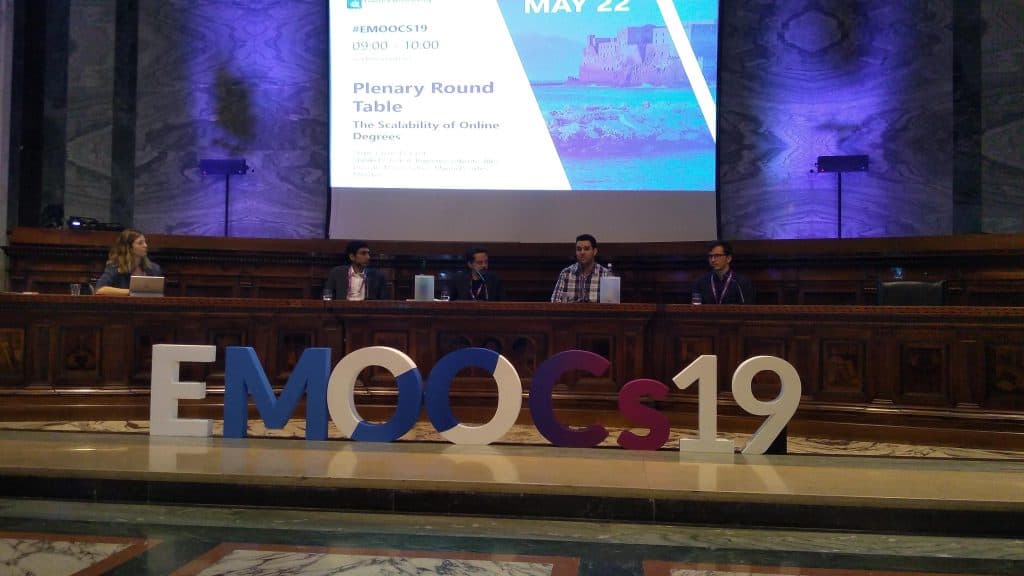 MAY 22
#EMOOCS19
09:00 - 10:00
Plenary Round
Table
The Scalability of Online
Degrees
EMOOCs19